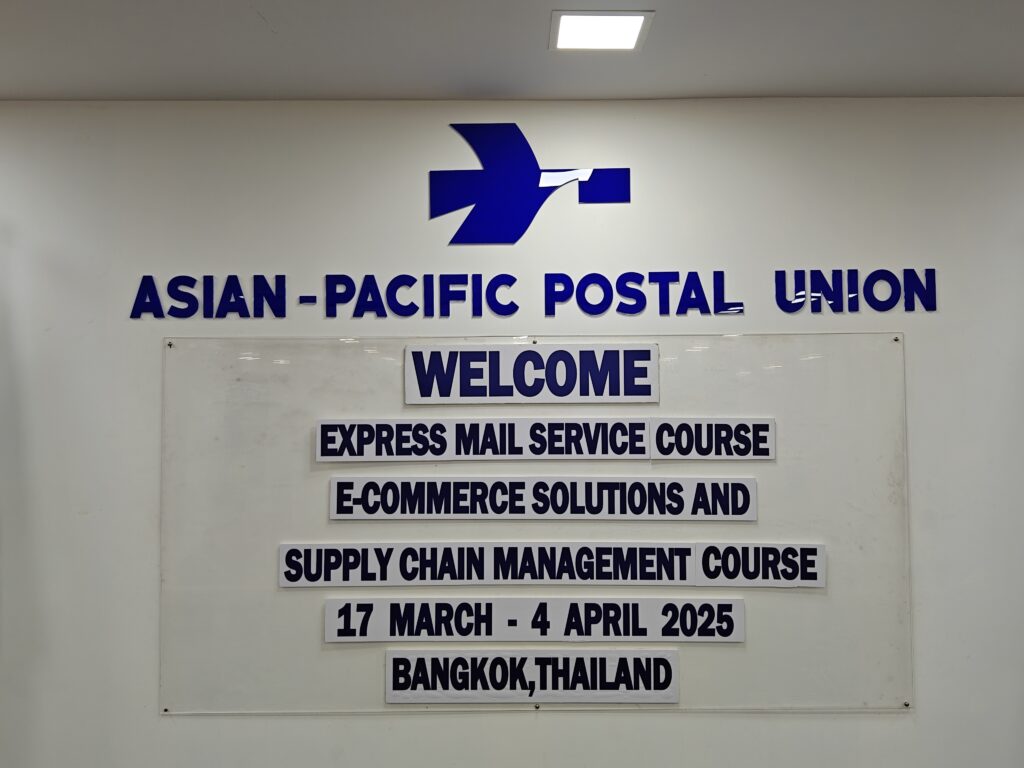 ASIAN-PACIFIC POSTAL UNION
WELCOME
EXPRESS MAIL SERVICE COURSE
E-COMMERCE SOLUTIONS AND
SUPPLY CHAIN MANAGEMENT COURSE
17 MARCH - 4 APRIL 2025
BANGKOK,THAILAND